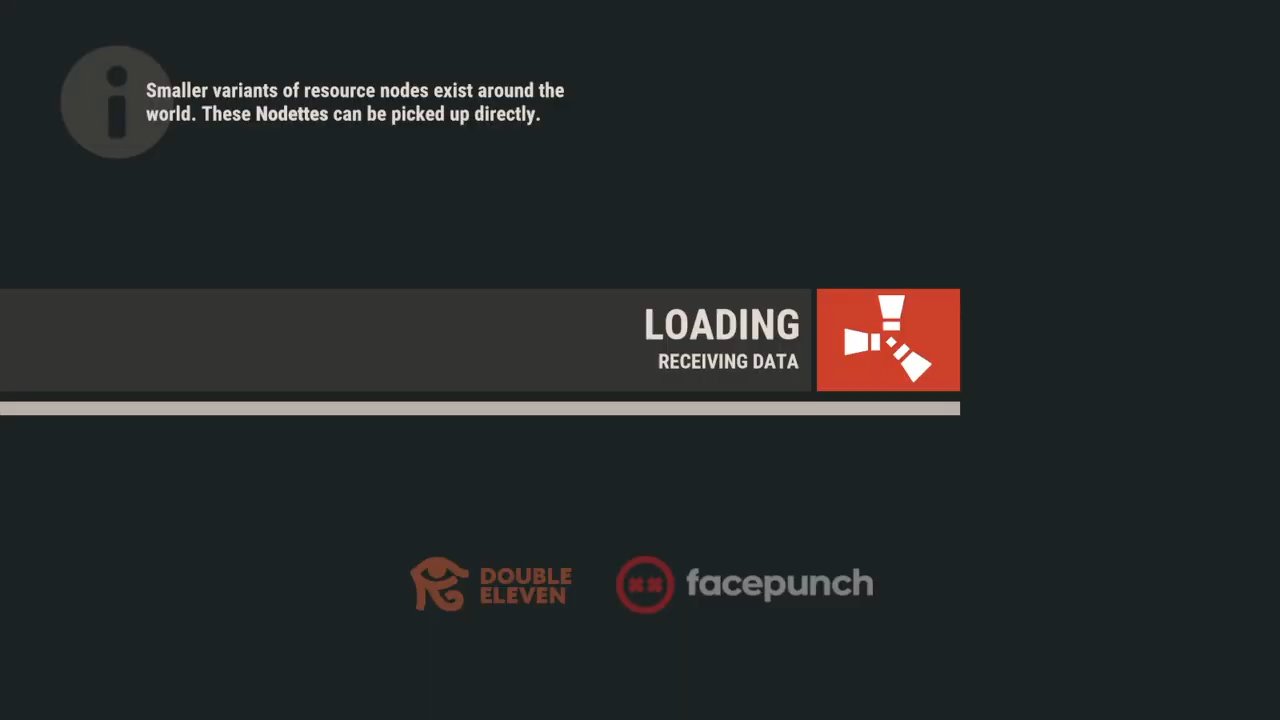 Smaller variants of resource nodes exist around the
world. These Nodettes can be picked up directly.
LOADING
RECEIVING DATA
DOUBLE
ELEVEN
facepunch